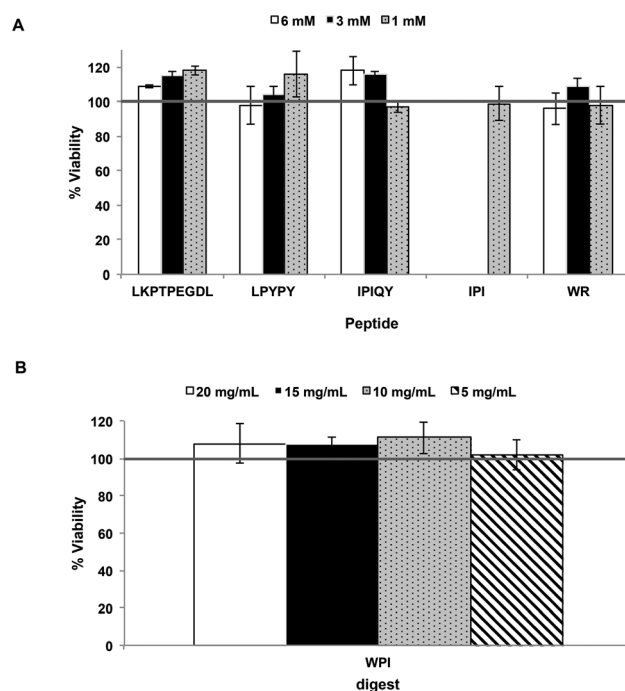 A
6 mM 3 mM 1 mM
120
100
80
60
40
20
0
% Viability
LKPTPEGDL LPYPY IPIQY IPI WR
Peptide
B
20 mg/mL 15 mg/mL 10 mg/mL 5 mg/mL
120
100
80
60
40
20
0
% Viability
WPI
digest